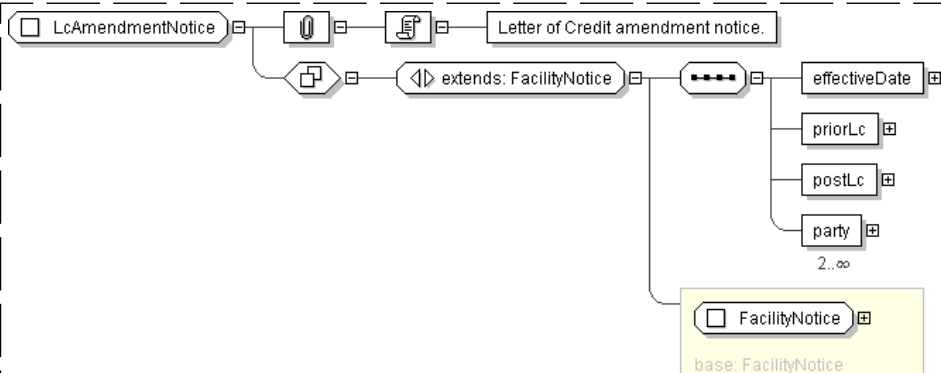 LcAmendmentNotice
Letter of Credit amendment notice.
extends: FacilityNotice
effectiveDate
priorLc
postLc
party
2..∞
FacilityNotice
base: FacilityNotice